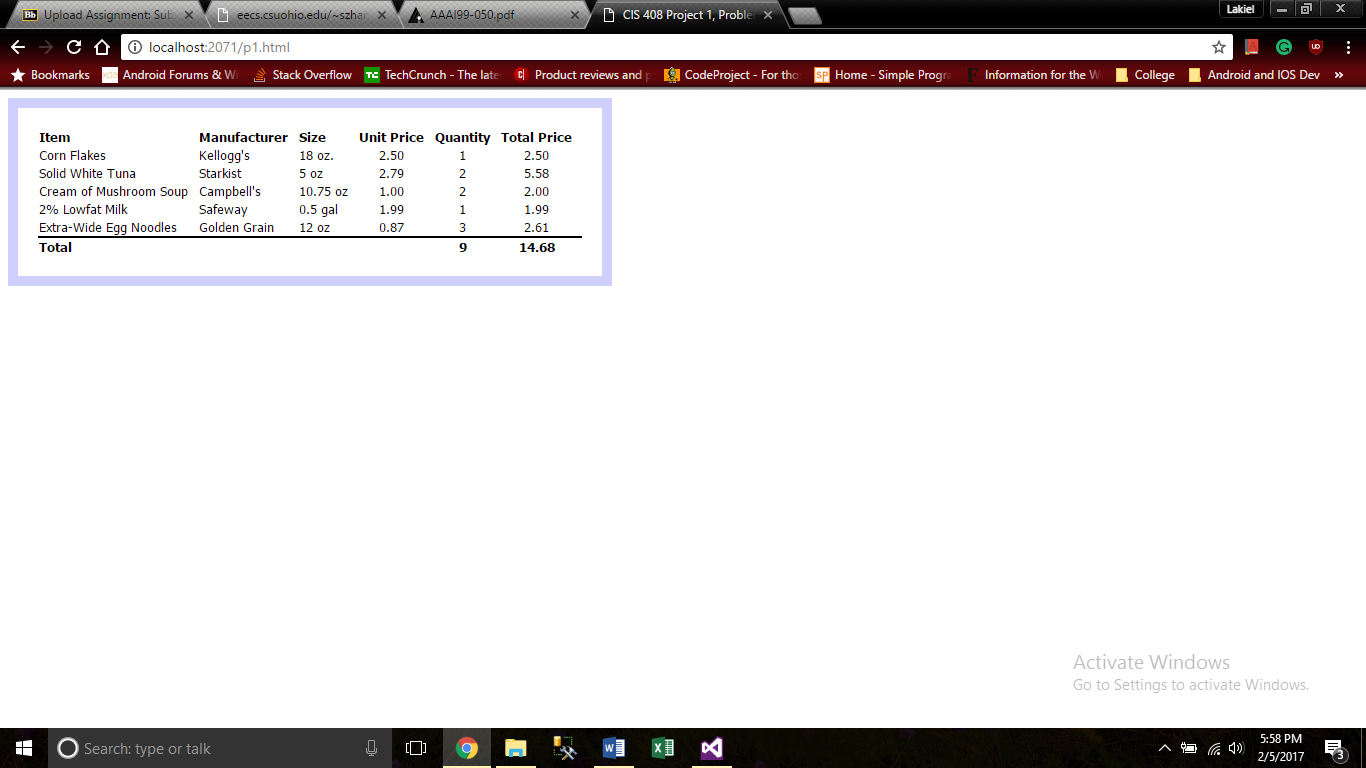 Upload Assignment: Sub
eecs.csuohio.edu/~szha
AAAI99-050.pdf
CIS 408 Project 1, Proble
Lakiel
localhost:2071/p1.html
Bookmarks
Android Forums & Wi
Stack Overflow
TechCrunch - The late
Product reviews and p
CodeProject - For tho
Home - Simple Progra
Information for the W
College
Android and IOS Dev
Item Manufacturer Size Unit Price Quantity Total Price
Corn Flakes Kellogg's 18 oz. 2.50 1 2.50
Solid White Tuna Starkist 5 oz 2.79 2 5.58
Cream of Mushroom Soup Campbell's 10.75 oz 1.00 2 2.00
2% Lowfat Milk Safeway 0.5 gal 1.99 1 1.99
Extra-Wide Egg Noodles Golden Grain 12 oz 0.87 3 2.61
Total 9 14.68
Activate Windows
Go to Settings to activate Windows.
Search: type or talk
5:58 PM
2/5/2017
3